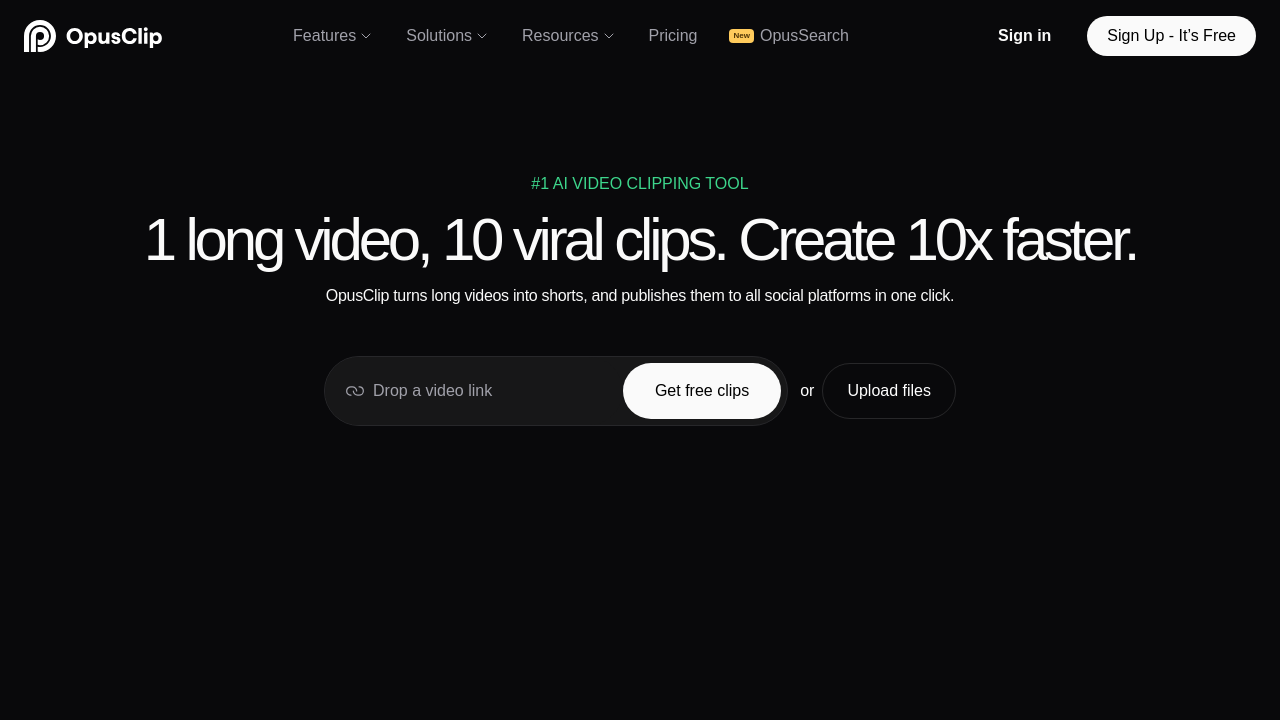 OpusClip
Features
Solutions
Resources
Pricing
New OpusSearch
Sign in
Sign Up - It's Free
#1 AI VIDEO CLIPPING TOOL
1 long video, 10 viral clips. Create 10x faster.
OpusClip turns long videos into shorts, and publishes them to all social platforms in one click.
Drop a video link
Get free clips
or
Upload files